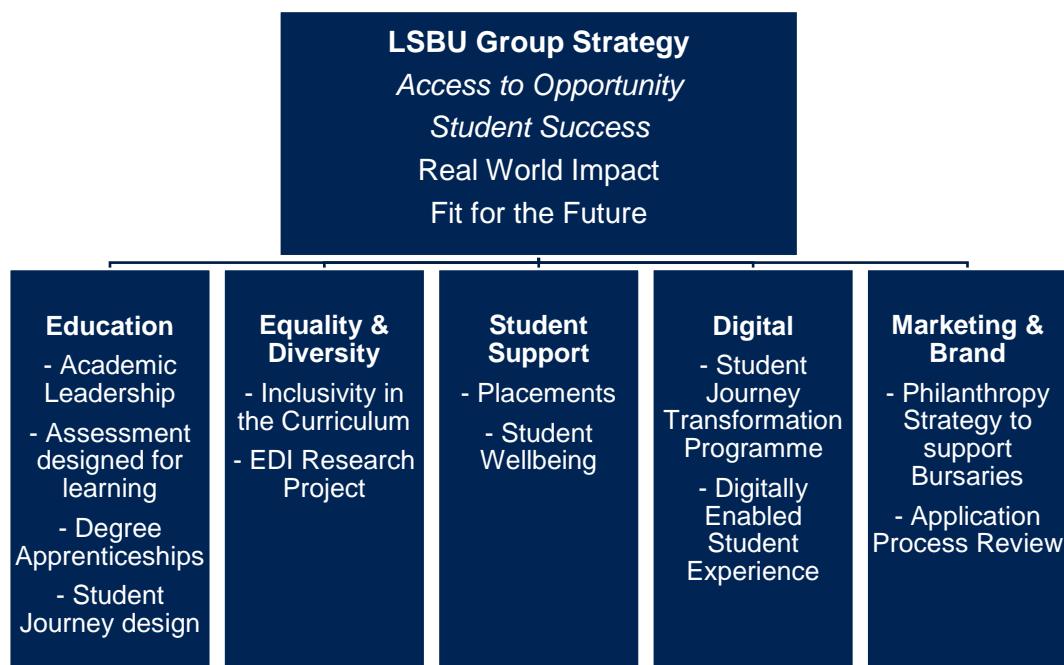 LSBU Group Strategy
Access to Opportunity
Student Success
Real World Impact
Fit for the Future
Education
- Academic
Leadership
- Assessment
designed for
learning
- Degree
Apprenticeships
- Student
Journey design
Equality &
Diversity
- Inclusivity in
the Curriculum
- EDI Research
Project
Student
Support
- Placements
- Student
Wellbeing
Digital
- Student
Journey
Transformation
Programme
- Digitally
Enabled
Student
Experience
Marketing &
Brand
- Philanthropy
Strategy to
support
Bursaries
- Application
Process Review